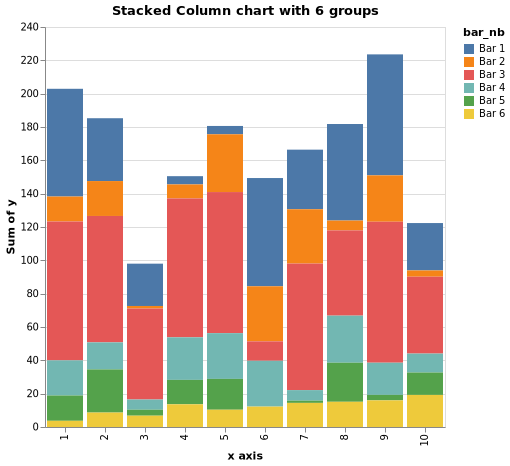 Stacked Column chart with 6 groups
240
220
200
180
160
140
120
100
80
60
40
20
0
Sum of y
1
2
3
4
5
6
7
8
9
10
x axis
bar_nb
Bar 1
Bar 2
Bar 3
Bar 4
Bar 5
Bar 6